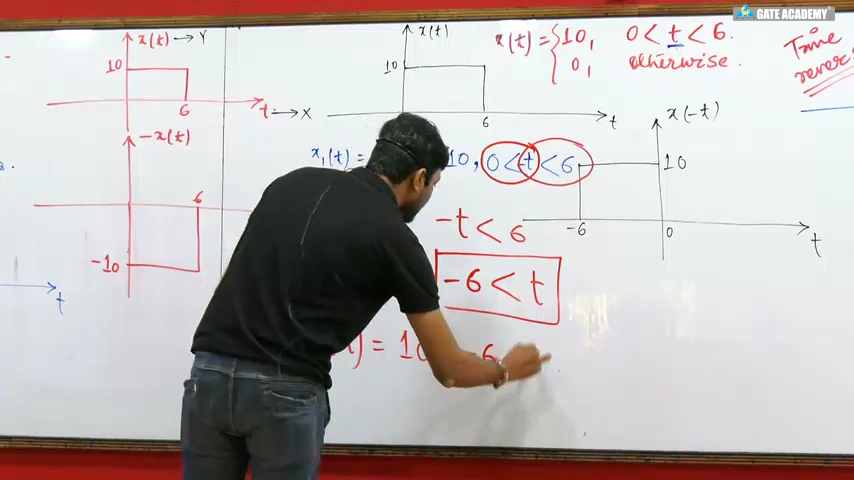 GATE ACADEMY
x(t) → Y
10
6
t → X
-x(t)
6
-10
t
x(t)
10
6
t
x(t) = { 10, 0 < t < 6.
0, otherwise.
Time
x₁(t) = 10, 0 < -t < 6
x(-t)
10
-6
0
t
-t < 6
-6 < t
) = 10
6